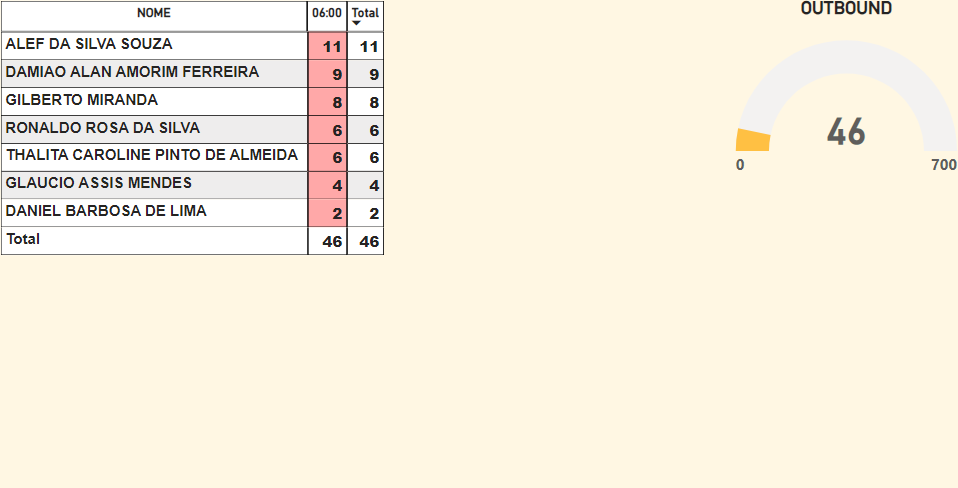 NOME 06:00 Total
ALEF DA SILVA SOUZA 11 11
DAMIAO ALAN AMORIM FERREIRA 9 9
GILBERTO MIRANDA 8 8
RONALDO ROSA DA SILVA 6 6
THALITA CAROLINE PINTO DE ALMEIDA 6 6
GLAUCIO ASSIS MENDES 4 4
DANIEL BARBOSA DE LIMA 2 2
Total 46 46
OUTBOUND
46
0 700